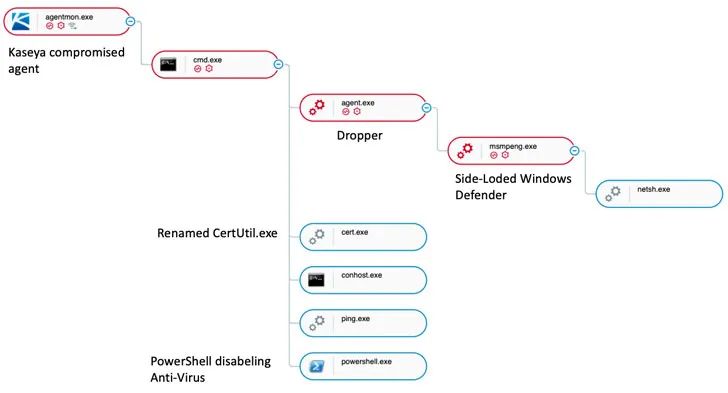 agentmon.exe
Kaseya compromised
agent
cmd.exe
agent.exe
Dropper
msmpeng.exe
Side-Loded Windows
Defender
netsh.exe
Renamed CertUtil.exe
cert.exe
conhost.exe
ping.exe
PowerShell disabeling
Anti-Virus
powershell.exe